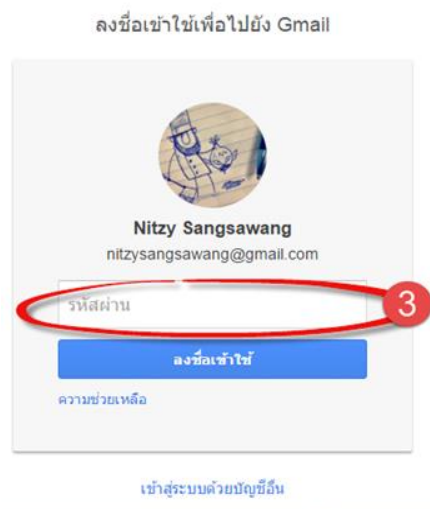 ลงชื่อเข้าใช้เพื่อไปยัง Gmail
Nitzy Sangsawang
nitzysangsawang@gmail.com
รหัสผ่าน
3
ลงชื่อเข้าใช้
ความช่วยเหลือ
เข้าสู่ระบบด้วยบัญชีอื่น